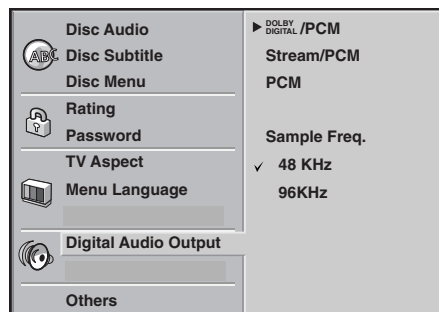 Disc Audio
Disc Subtitle
Disc Menu
Rating
Password
TV Aspect
Menu Language
Digital Audio Output
Others
ABC
DOLBY DIGITAL /PCM
Stream/PCM
PCM
Sample Freq.
48 KHz
96KHz